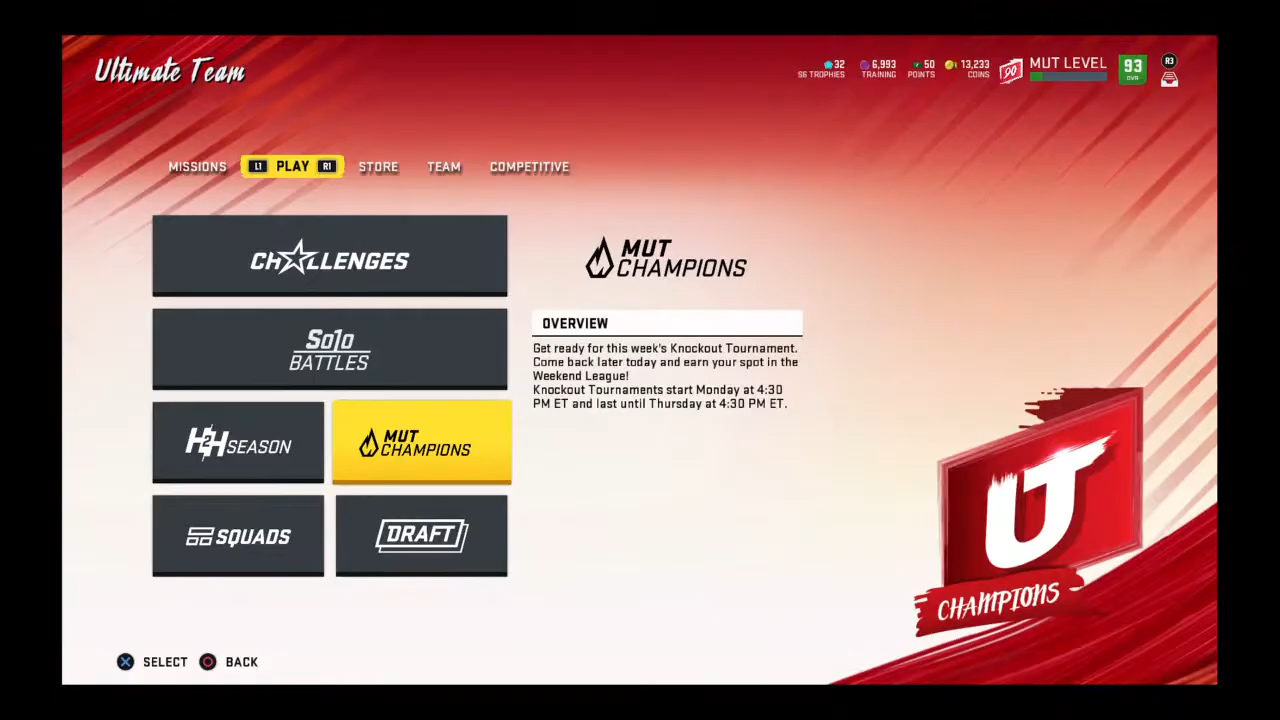 Ultimate Team
32
S6 TROPHIES
6,993
TRAINING
50
POINTS
13,233
COINS
MUT LEVEL
93
OVR
R3
MISSIONS
L1 PLAY R1
STORE
TEAM
COMPETITIVE
CHALLENGES
Solo
BATTLES
H2H SEASON
MUT
CHAMPIONS
SQUADS
DRAFT
MUT
CHAMPIONS
OVERVIEW
Get ready for this week's Knockout Tournament.
Come back later today and earn your spot in the
Weekend League!
Knockout Tournaments start Monday at 4:30
PM ET and last until Thursday at 4:30 PM ET.
UT
CHAMPIONS
SELECT
BACK